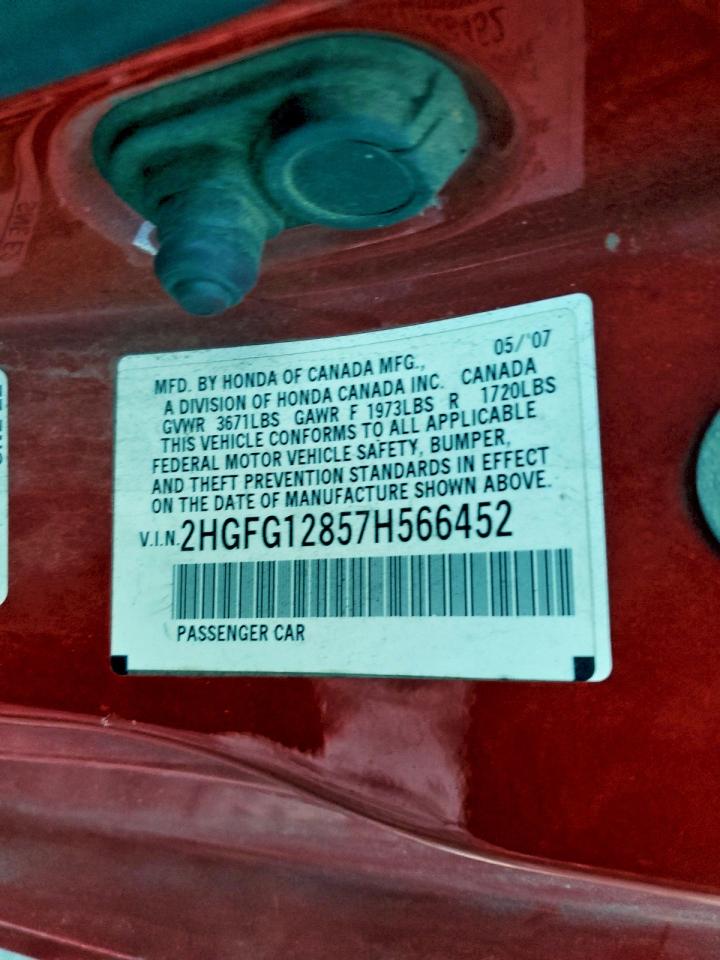 MFD. BY HONDA OF CANADA MFG., 05/'07
A DIVISION OF HONDA CANADA INC. CANADA
GVWR 3671LBS GAWR F 1973LBS R 1720LBS
THIS VEHICLE CONFORMS TO ALL APPLICABLE
FEDERAL MOTOR VEHICLE SAFETY, BUMPER,
AND THEFT PREVENTION STANDARDS IN EFFECT
ON THE DATE OF MANUFACTURE SHOWN ABOVE.
V.I.N. 2HGFG12857H566452
PASSENGER CAR